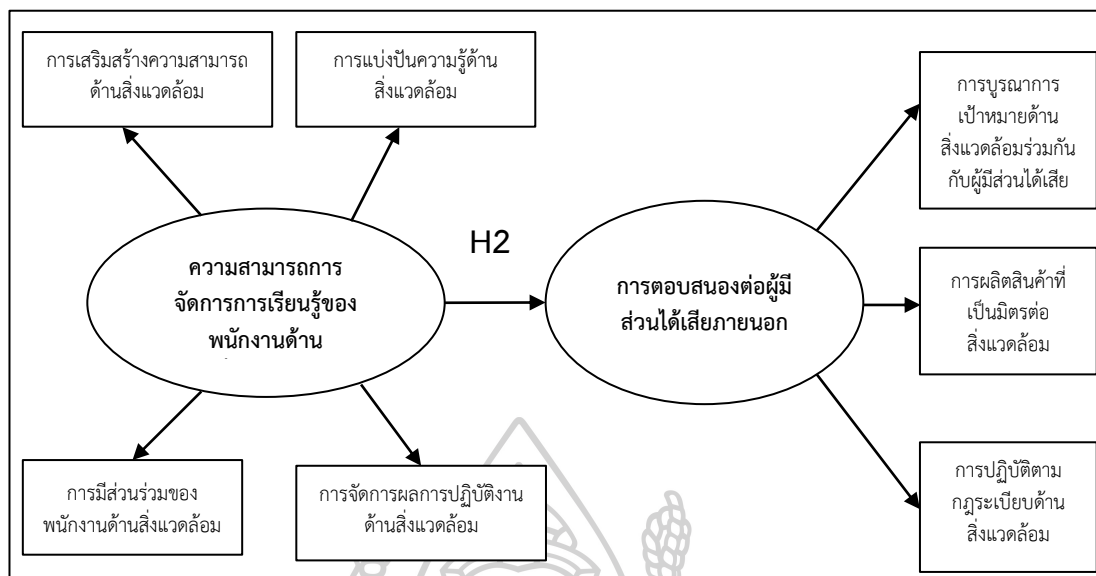 การเสริมสร้างความสามารถ
ด้านสิ่งแวดล้อม
การแบ่งปันความรู้ด้าน
สิ่งแวดล้อม
การบูรณาการ
เป้าหมายด้าน
สิ่งแวดล้อมร่วมกัน
กับผู้มีส่วนได้เสีย
ความสามารถการ
จัดการการเรียนรู้ของ
พนักงานด้าน
H2
การตอบสนองต่อผู้มี
ส่วนได้เสียภายนอก
การผลิตสินค้าที่
เป็นมิตรต่อ
สิ่งแวดล้อม
การมีส่วนร่วมของ
พนักงานด้านสิ่งแวดล้อม
การจัดการผลการปฏิบัติงาน
ด้านสิ่งแวดล้อม
การปฏิบัติตาม
กฎระเบียบด้าน
สิ่งแวดล้อม